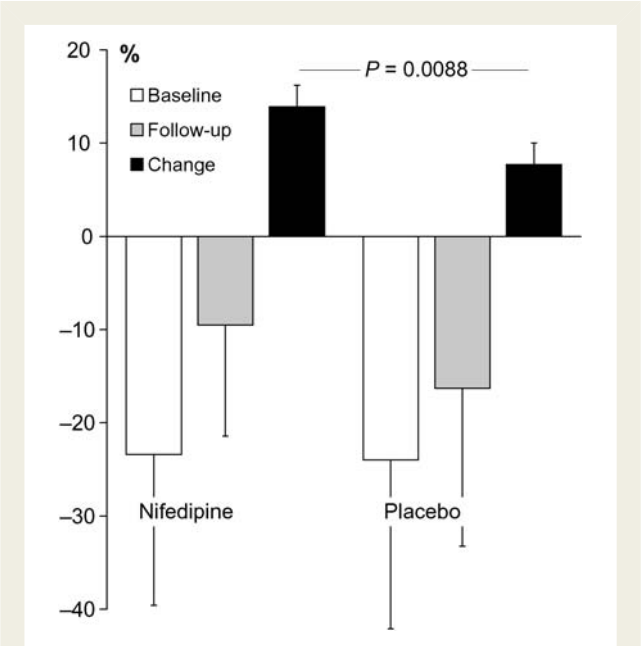 20 %
P = 0.0088
Baseline
Follow-up
10
Change
0
–10
–20
Nifedipine Placebo
–30
–40